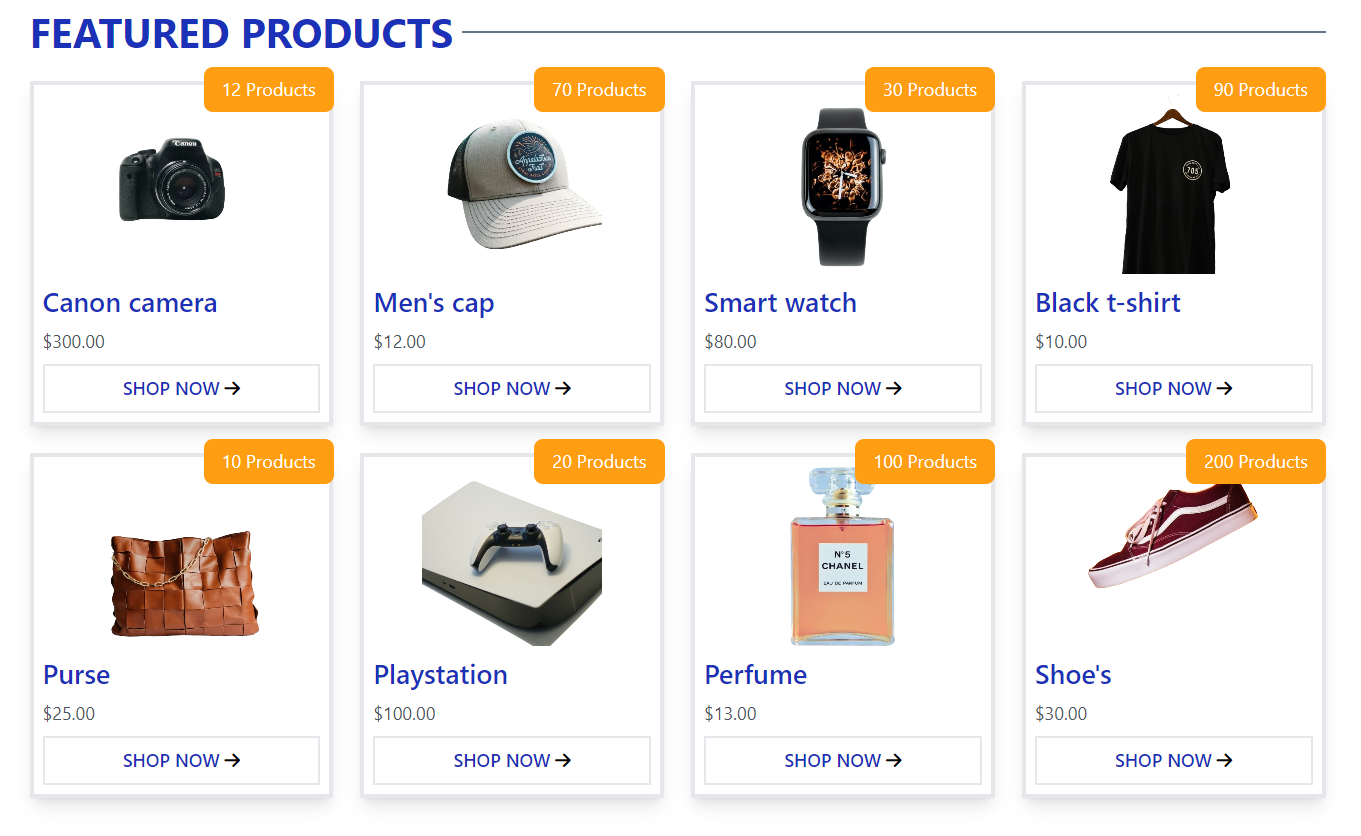 FEATURED PRODUCTS
12 Products
Canon
Canon camera
$300.00
SHOP NOW →
70 Products
Appalachian
Trail
Men's cap
$12.00
SHOP NOW →
30 Products
Smart watch
$80.00
SHOP NOW →
90 Products
705
Black t-shirt
$10.00
SHOP NOW →
10 Products
Purse
$25.00
SHOP NOW →
20 Products
Playstation
$100.00
SHOP NOW →
100 Products
N°5
CHANEL
EAU DE PARFUM
Perfume
$13.00
SHOP NOW →
200 Products
Shoe's
$30.00
SHOP NOW →